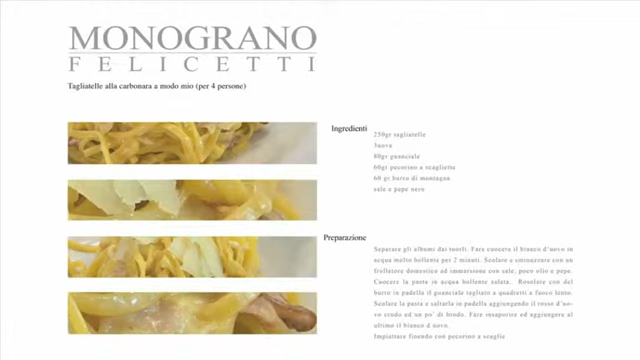 MONOGRANO
FELICETTI
Tagliatelle alla carbonara a modo mio (per 4 persone)
Ingredienti
250gr tagliatelle
3uova
80gr guanciale
60gr pecorino a scagliette
60 gr burro di montagna
sale e pape nero
Preparazione
Separare gli albumi dai tuorli. Fare cuocera il bianco d'uovo in
acqua molto bollente per 2 minuti. Scolare e sminuzzare con un
frullatore domestico ad immersione con sale, poco olio e pepe.
Cuocere la pasta in acqua bollente salata. Rosolare con del
burro in padella il guanciale tagliato a quadretti a fuoco lento.
Scolare la pasta e saltarla in padella aggiungendo il rosso d'uo-
vo crudo ed un po' di brodo. Fare insaporire ed aggiungere al
ultimo il bianco d uovo.
Impiattare finendo con pecorino a scaglie